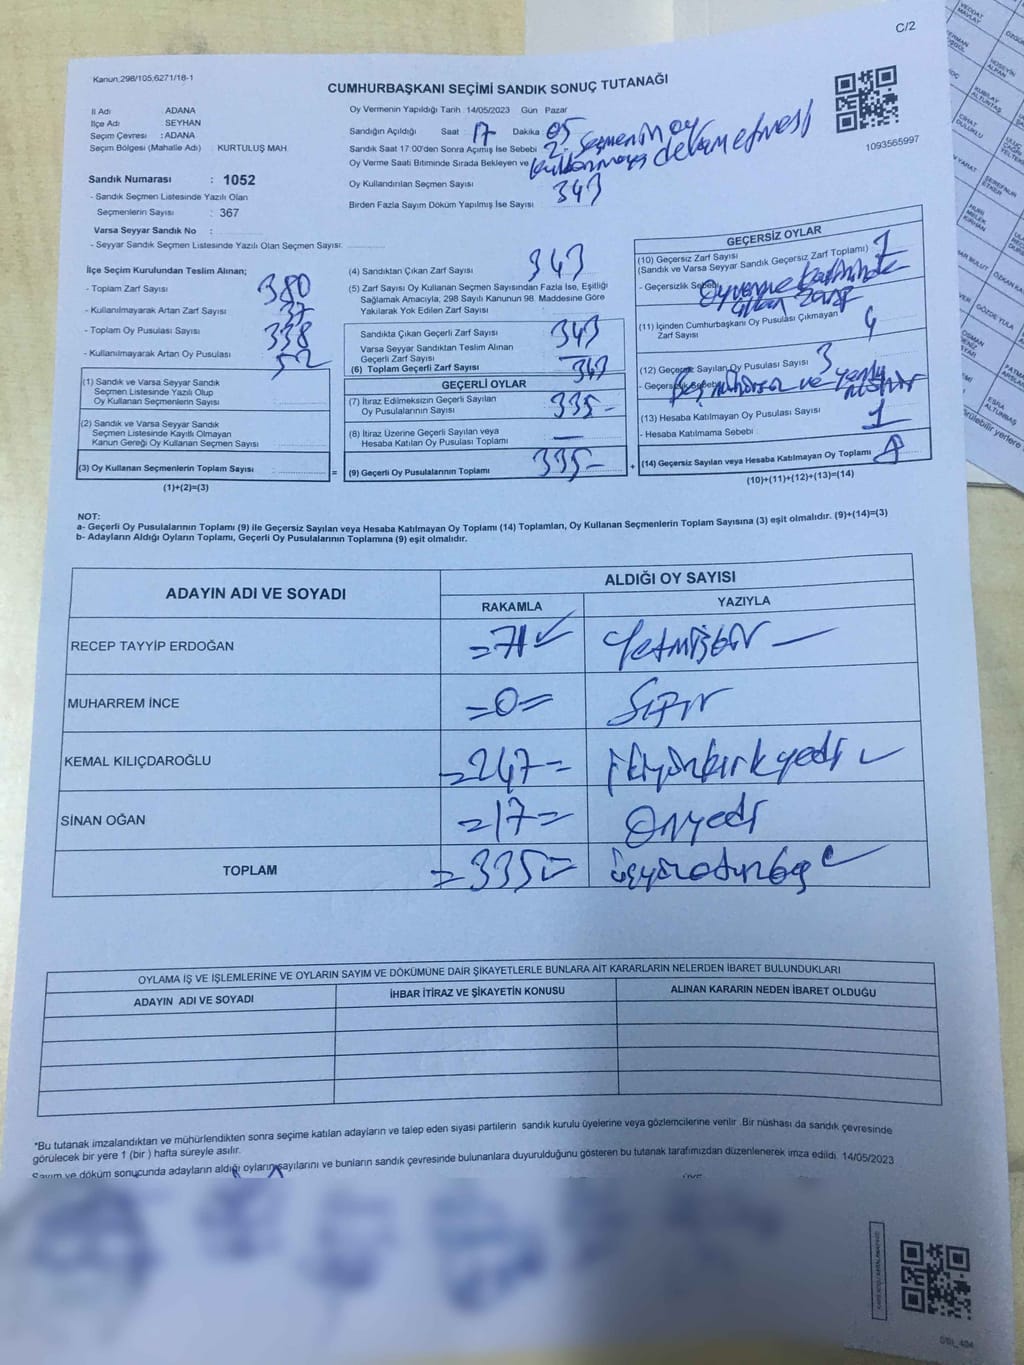 C/2
Kanun:298/105,6271/18-1
CUMHURBAŞKANI SEÇİMİ SANDIK SONUÇ TUTANAĞI
İl Adı ADANA
İlçe Adı SEYHAN
Seçim Çevresi : ADANA
Seçim Bölgesi (Mahalle Adı) : KURTULUŞ MAH.
Sandık Numarası : 1052
- Sandık Seçmen Listesinde Yazılı Olan
Seçmenlerin Sayısı : 367
Varsa Seyyar Sandık No :
- Seyyar Sandık Seçmen Listesinde Yazılı Olan Seçmen Sayısı:
Oy Vermenin Yapıldığı Tarih :14/05/2023 Gün Pazar
Sandığın Açıldığı Saat 17 Dakika : 05
Sandık Saat 17:00'den Sonra Açımış İse Sebebi
Oy Verme Saati Bitiminde Sırada Bekleyen ve
kullanmaya devam etmesi
Oy Kullandırılan Seçmen Sayısı 343
Birden Fazla Sayım Döküm Yapılmış İse Sayısı
1093565997
İlçe Seçim Kurulundan Teslim Alınan;
- Toplam Zarf Sayısı 380
- Kullanılmayarak Artan Zarf Sayısı 37
- Toplam Oy Pusulası Sayısı
- Kullanılmayarak Artan Oy Pusulası
(1) Sandık ve Varsa Seyyar Sandık
Seçmen Listesinde Yazılı Olup
Oy Kullanan Seçmenlerin Sayısı
(2) Sandık ve Varsa Seyyar Sandık
Seçmen Listesinde Kayıtlı Olmayan
Kanun Gereği Oy Kullanan Seçmen Sayısı
(3) Oy Kullanan Seçmenlerin Toplam Sayısı
(1)+(2)=(3)
(4) Sandıktan Çıkan Zarf Sayısı 343
(5) Zarf Sayısı Oy Kullanan Seçmen Sayısından Fazla İse, Eşitliği
Sağlamak Amacıyla, 298 Sayılı Kanunun 98. Maddesine Göre
Yakılarak Yok Edilen Zarf Sayısı
Sandıkta Çıkan Geçerli Zarf Sayısı 343
Varsa Seyyar Sandıktan Teslim Alınan
Geçerli Zarf Sayısı
(6) Toplam Geçerli Zarf Sayısı 343
GEÇERLİ OYLAR
(7) İtiraz Edilmeksizin Geçerli Sayılan
Oy Pusulalarının Sayısı 335-
(8) İtiraz Üzerine Geçerli Sayılan veya
Hesaba Katılan Oy Pusulası Toplamı —
= (9) Geçerli Oy Pusulalarının Toplamı 335-
GEÇERSİZ OYLAR
(10) Geçersiz Zarf Sayısı
(Sandık ve Varsa Seyyar Sandık Geçersiz Zarf Toplamı) 1
- Geçersizlik Sebebi
(11) İçinden Cumhurbaşkanı Oy Pusulası Çıkmayan
Zarf Sayısı
(12) Geçersiz Sayılan Oy Pusulası Sayısı 3
- Geçersizlik Sebebi
(13) Hesaba Katılmayan Oy Pusulası Sayısı 1
- Hesaba Katılmama Sebebi
+ (14) Geçersiz Sayılan veya Hesaba Katılmayan Oy Toplamı
(10)+(11)+(12)+(13)=(14)
NOT:
a- Geçerli Oy Pusulalarının Toplamı (9) ile Geçersiz Sayılan veya Hesaba Katılmayan Oy Toplamı (14) Toplamları, Oy Kullanan Seçmenlerin Toplam Sayısına (3) eşit olmalıdır. (9)+(14)=(3)
b- Adayların Aldığı Oyların Toplamı, Geçerli Oy Pusulalarının Toplamına (9) eşit olmalıdır.
ADAYIN ADI VE SOYADI ALDIĞI OY SAYISI
RAKAMLA YAZIYLA
RECEP TAYYİP ERDOĞAN =71 Yetmişbir —
MUHARREM İNCE =0= Sıfır
KEMAL KILIÇDAROĞLU =247= ikiyüzkırkyedi
SİNAN OĞAN =17= Onyedi
TOPLAM =335= üçyüzotuzbeş
OYLAMA İŞ VE İŞLEMLERİNE VE OYLARIN SAYIM VE DÖKÜMÜNE DAİR ŞİKAYETLERLE BUNLARA AİT KARARLARIN NELERDEN İBARET BULUNDUKLARI
ADAYIN ADI VE SOYADI İHBAR İTİRAZ VE ŞİKAYETİN KONUSU ALINAN KARARIN NEDEN İBARET OLDUĞU
*Bu tutanak imzalandıktan ve mühürlendikten sonra seçime katılan adayların ve talep eden siyasi partilerin sandık kurulu üyelerine veya gözlemcilerine verilir .Bir nüshası da sandık çevresinde
görülecek bir yere 1 (bir ) hafta süreyle asılır.
Sayım ve döküm sonucunda adayların aldığı oyların sayılarını ve bunların sandık çevresinde bulunanlara duyurulduğunu gösteren bu tutanak tarafımızdan düzenlenerek imza edildi. 14/05/2023